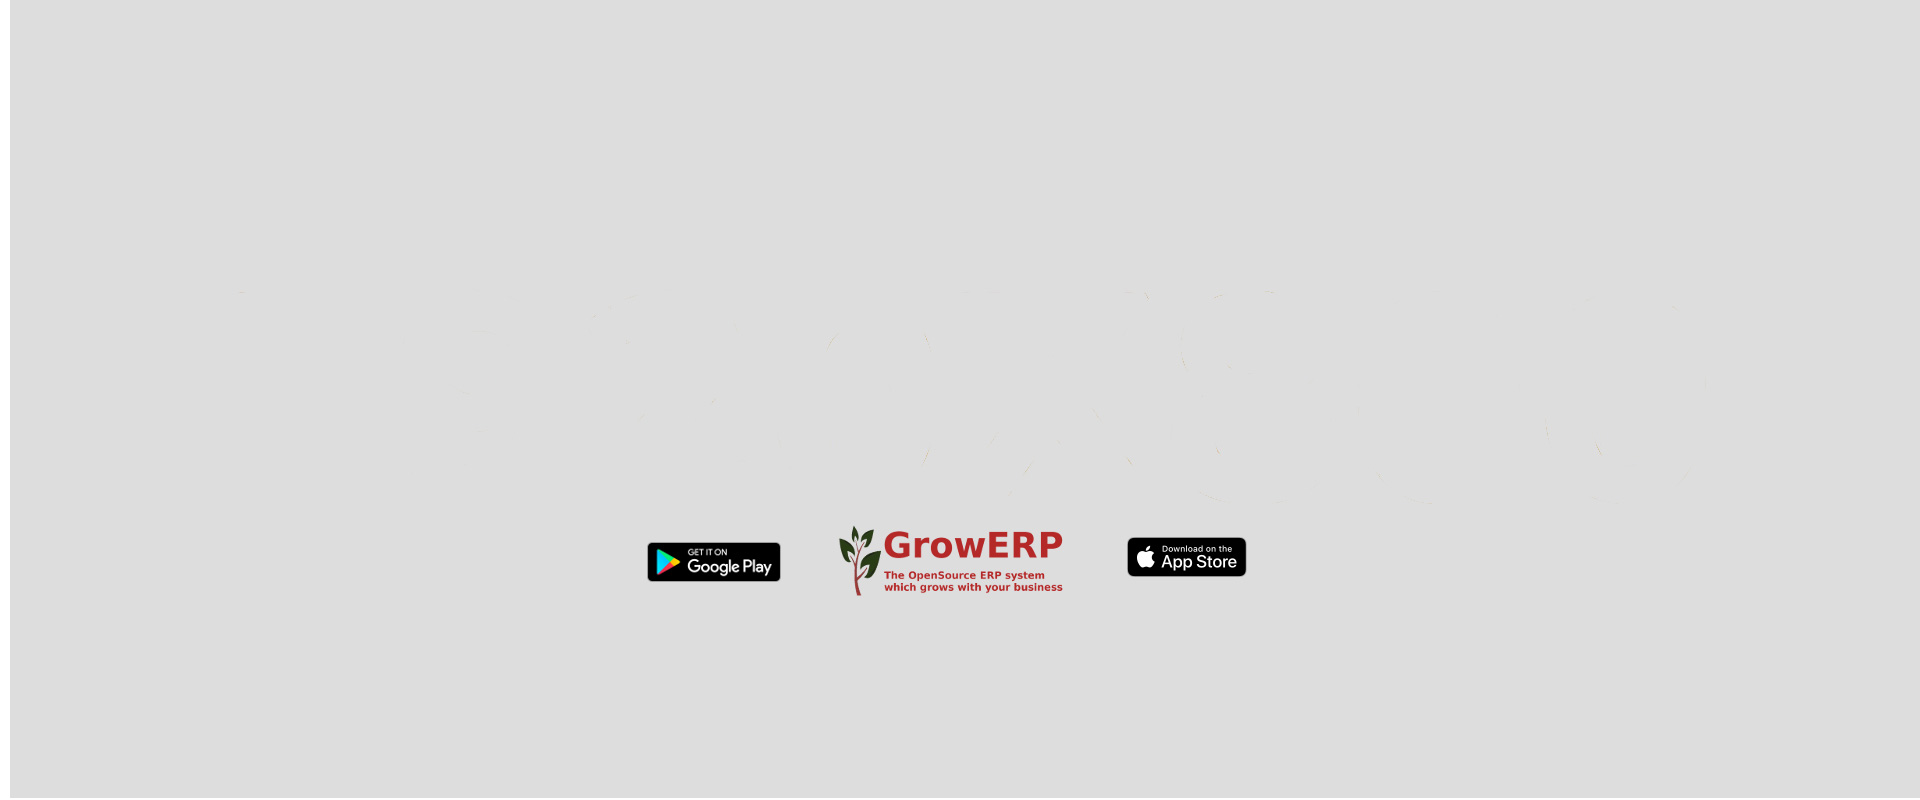 GET IT ON
Google Play
GrowERP
The OpenSource ERP system
which grows with your business
Download on the
App Store